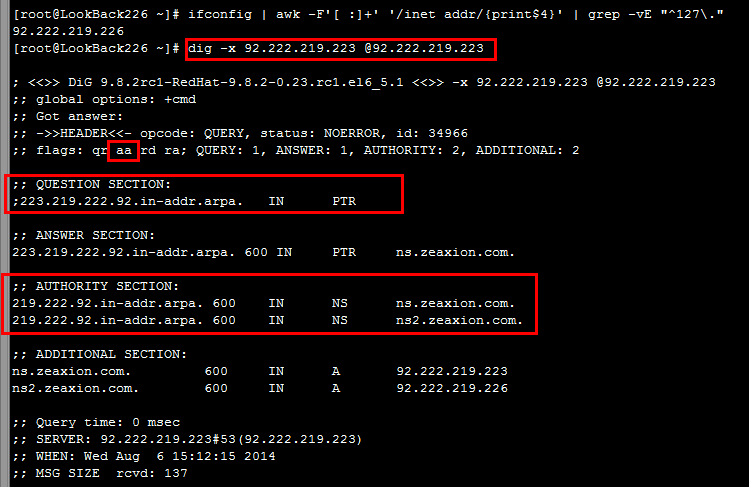 [root@LookBack226 ~]# ifconfig | awk -F'[ :]+' '/inet addr/{print$4}' | grep -vE "^127\."
92.222.219.226
[root@LookBack226 ~]# dig -x 92.222.219.223 @92.222.219.223
; <<>> DiG 9.8.2rc1-RedHat-9.8.2-0.23.rc1.el6_5.1 <<>> -x 92.222.219.223 @92.222.219.223
;; global options: +cmd
;; Got answer:
;; ->>HEADER<<- opcode: QUERY, status: NOERROR, id: 34966
;; flags: qr aa rd ra; QUERY: 1, ANSWER: 1, AUTHORITY: 2, ADDITIONAL: 2
;; QUESTION SECTION:
;223.219.222.92.in-addr.arpa. IN PTR
;; ANSWER SECTION:
223.219.222.92.in-addr.arpa. 600 IN PTR ns.zeaxion.com.
;; AUTHORITY SECTION:
219.222.92.in-addr.arpa. 600 IN NS ns.zeaxion.com.
219.222.92.in-addr.arpa. 600 IN NS ns2.zeaxion.com.
;; ADDITIONAL SECTION:
ns.zeaxion.com. 600 IN A 92.222.219.223
ns2.zeaxion.com. 600 IN A 92.222.219.226
;; Query time: 0 msec
;; SERVER: 92.222.219.223#53(92.222.219.223)
;; WHEN: Wed Aug 6 15:12:15 2014
;; MSG SIZE rcvd: 137